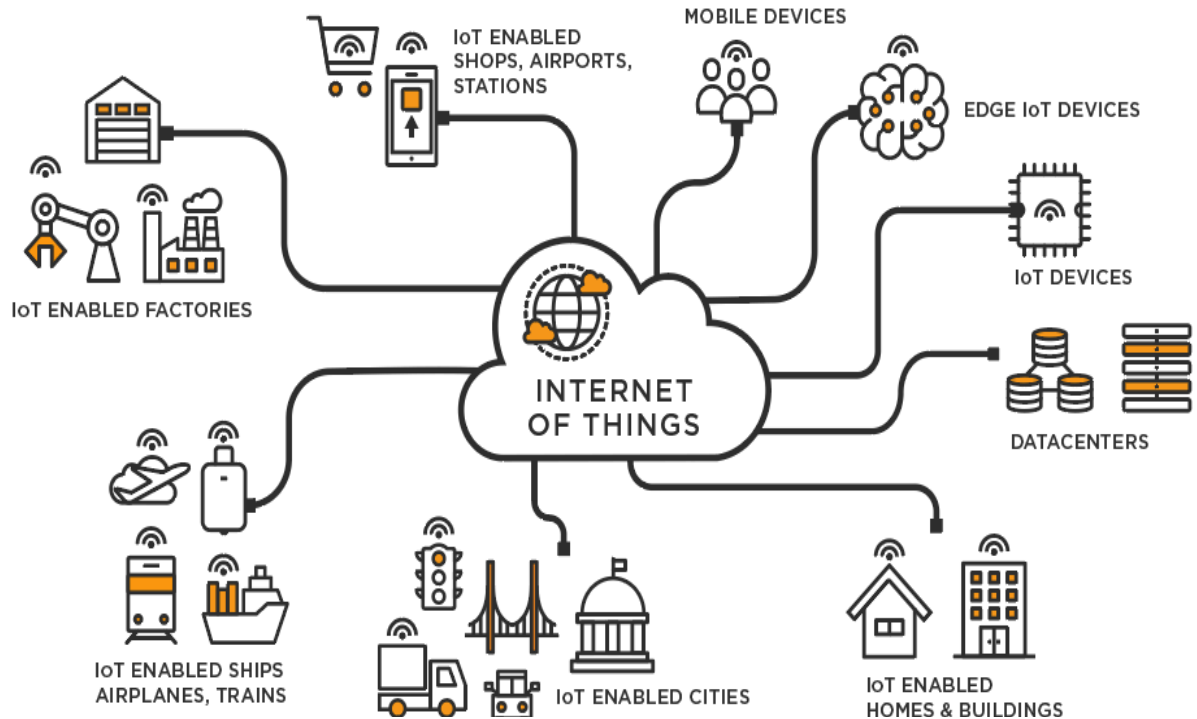 MOBILE DEVICES
IoT ENABLED
SHOPS, AIRPORTS,
STATIONS
EDGE IoT DEVICES
IoT DEVICES
IoT ENABLED FACTORIES
INTERNET
OF THINGS
DATACENTERS
IoT ENABLED SHIPS
AIRPLANES, TRAINS
IoT ENABLED CITIES
IoT ENABLED
HOMES & BUILDINGS